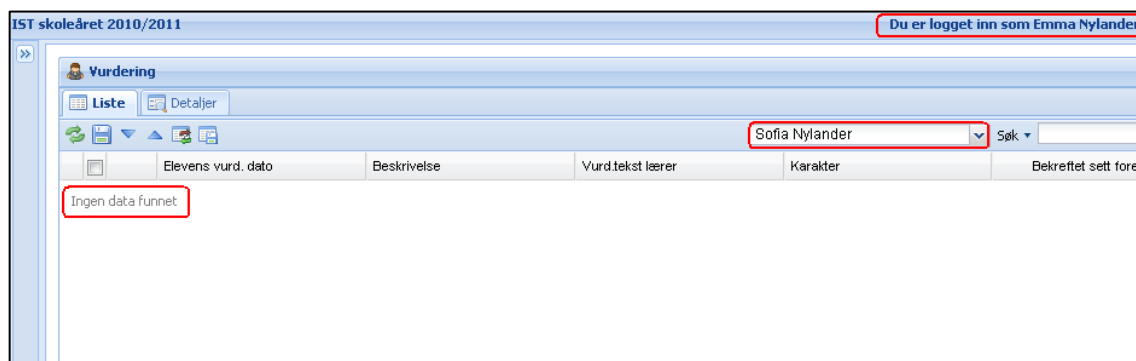 IST skoleåret 2010/2011 Du er logget inn som Emma Nylander
Vurdering
Liste Detaljer
Sofia Nylander Søk
Elevens vurd. dato Beskrivelse Vurd.tekst lærer Karakter Bekreftet sett fore
Ingen data funnet